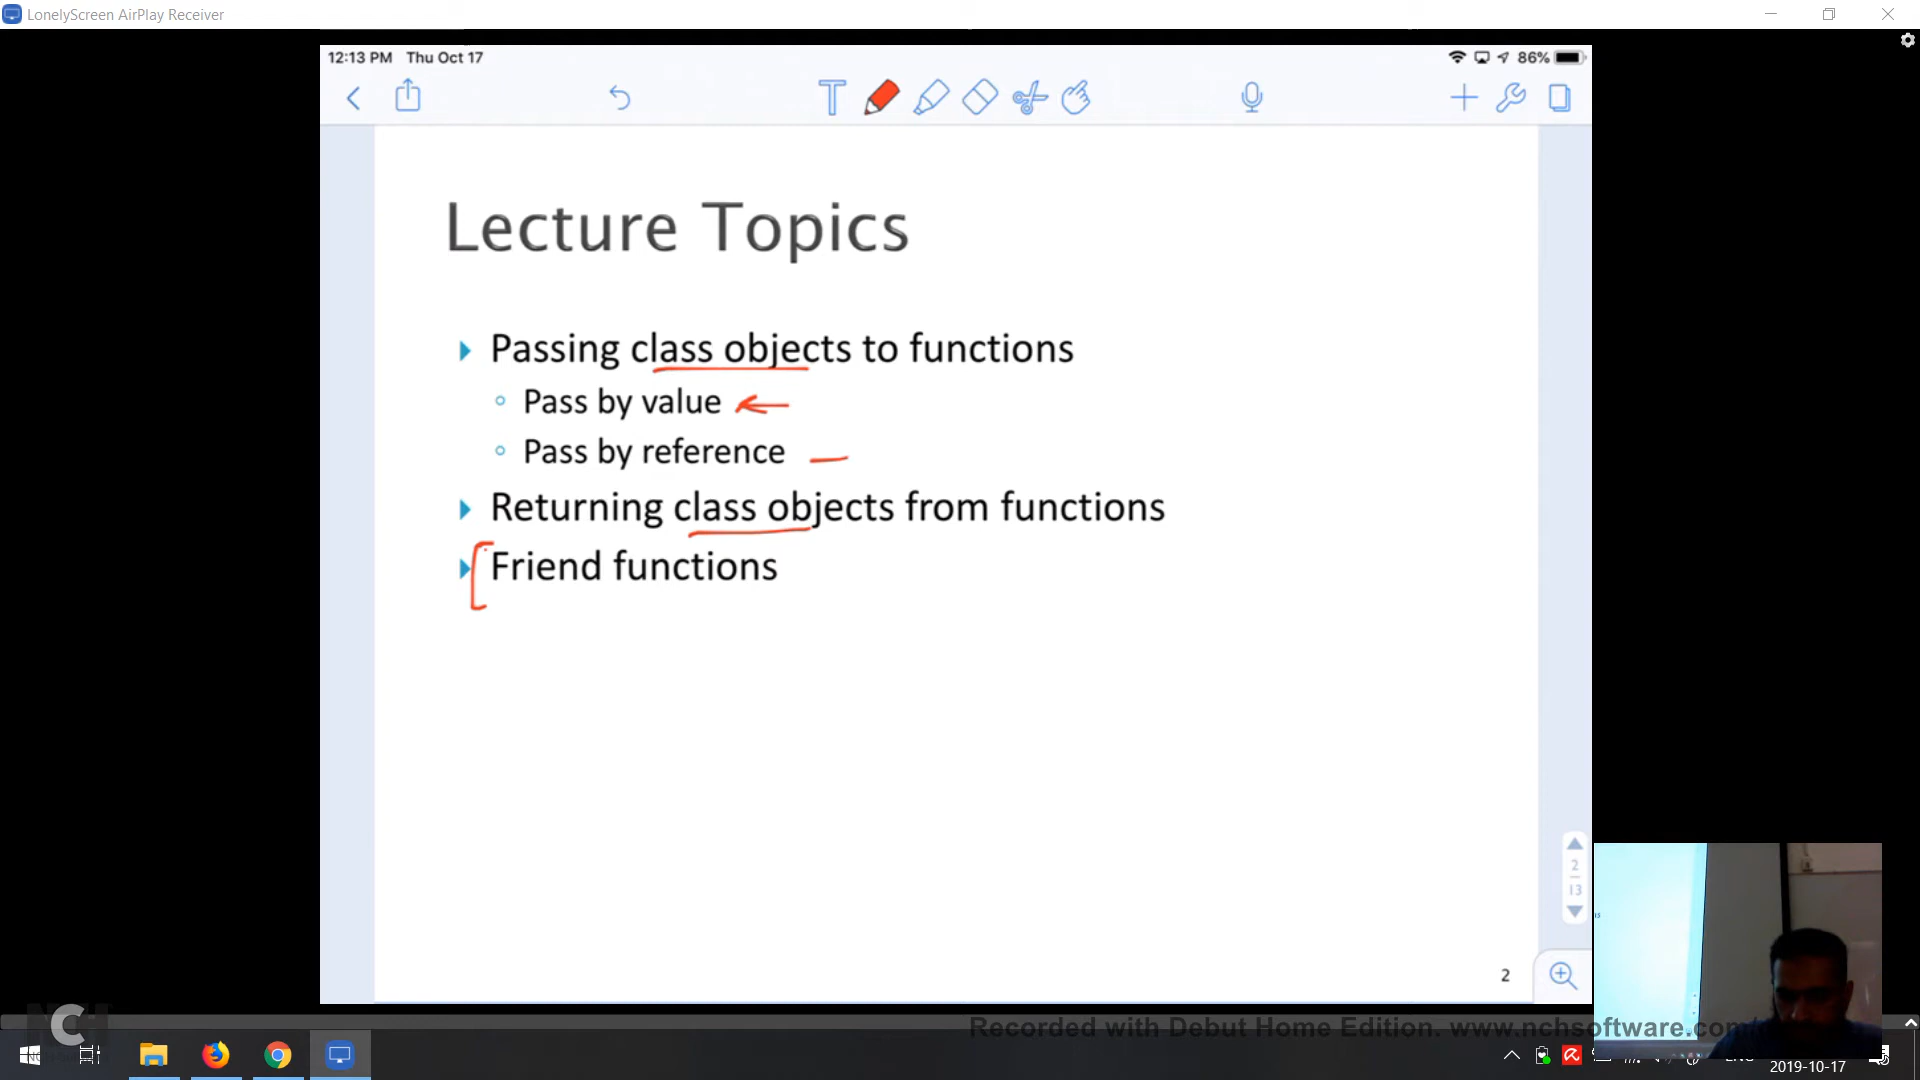 LonelyScreen AirPlay Receiver
12:13 PM Thu Oct 17
86%
T
Lecture Topics
Passing class objects to functions
Pass by value
Pass by reference
Returning class objects from functions
Friend functions
2
13
2
Recorded with Debut Home Edition. www.nchsoftware.com/
2019-10-17